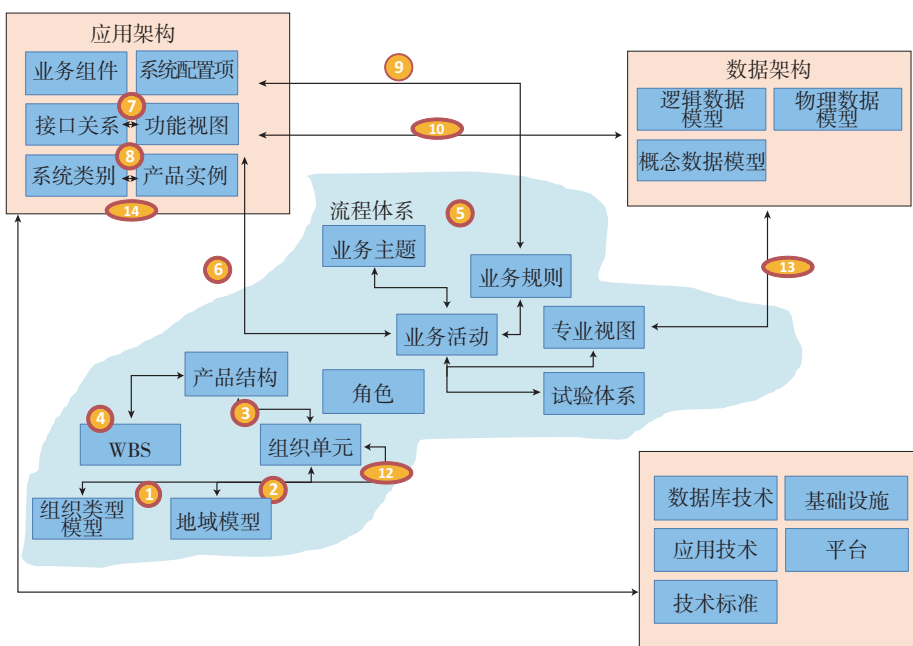 应用架构
业务组件
系统配置项
7
接口关系
功能视图
8
系统类别
产品实例
14
9
10
数据架构
逻辑数据
模型
物理数据
模型
概念数据模型
流程体系
5
业务主题
6
业务规则
13
业务活动
专业视图
产品结构
角色
试验体系
4
3
WBS
组织单元
12
1
2
组织类型
模型
地域模型
数据库技术
基础设施
应用技术
平台
技术标准